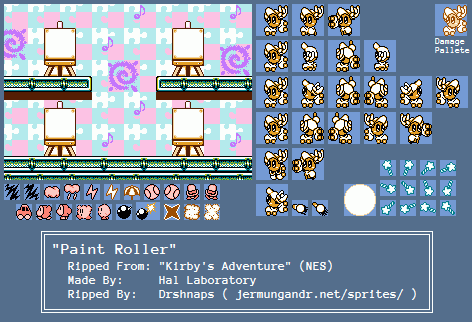 Damage
Pallete
"Paint Roller"
Ripped From: "Kirby's Adventure" (NES)
Made By: Hal Laboratory
Ripped By: Drshnaps ( jermungandr.net/sprites/ )